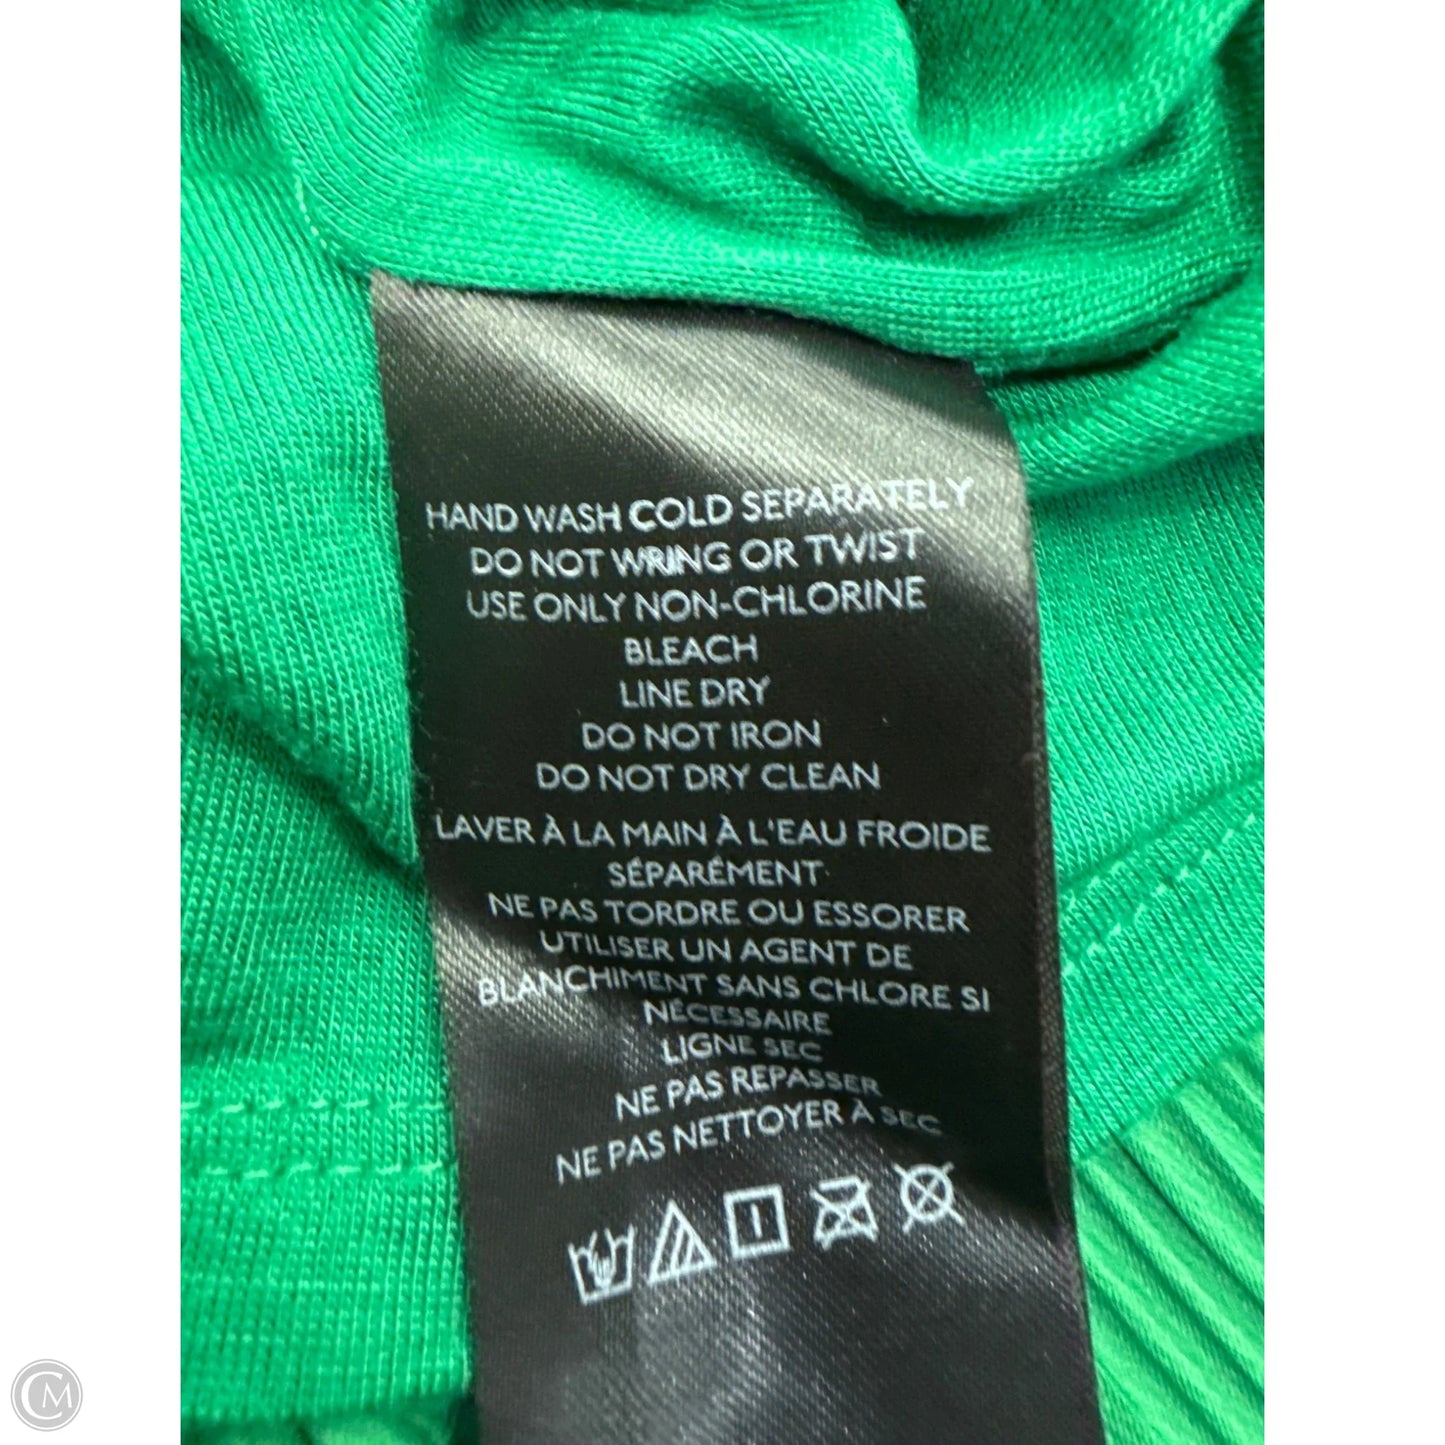 HAND WASH COLD SEPARATELY
DO NOT WRING OR TWIST
USE ONLY NON-CHLORINE
BLEACH
LINE DRY
DO NOT IRON
DO NOT DRY CLEAN
LAVER À LA MAIN À L'EAU FROIDE
SÉPARÉMENT
NE PAS TORDRE OU ESSORER
UTILISER UN AGENT DE
BLANCHIMENT SANS CHLORE SI
NÉCESSAIRE
LIGNE SEC
NE PAS REPASSER
NE PAS NETTOYER À SEC
CM